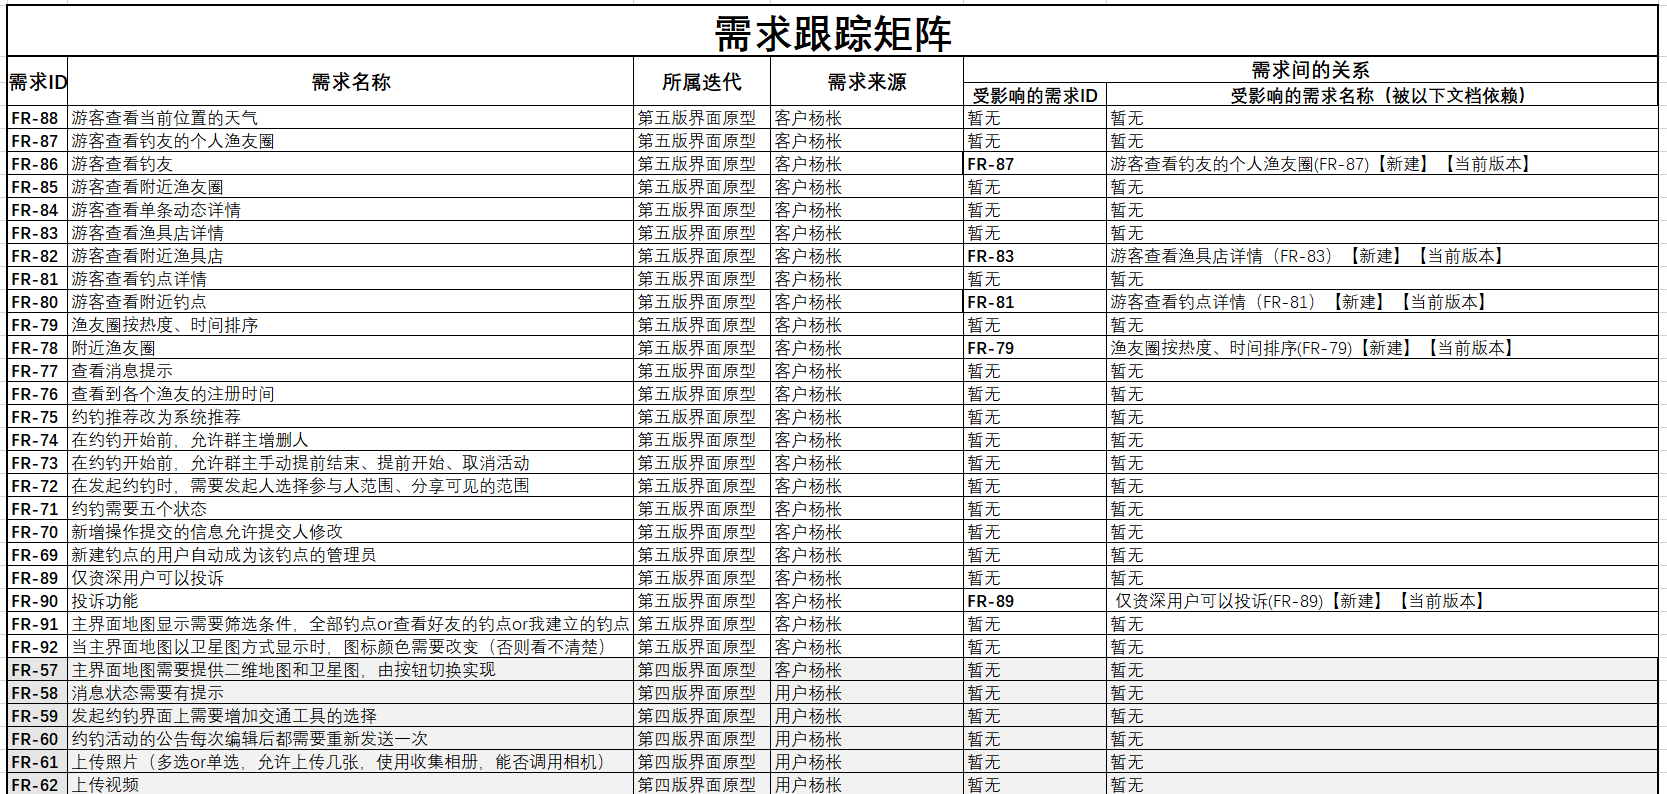 需求跟踪矩阵
需求ID 需求名称 所属迭代 需求来源 需求间的关系
受影响的需求ID 受影响的需求名称（被以下文档依赖）
FR-88 游客查看当前位置的天气 第五版界面原型 客户杨枨 暂无 暂无
FR-87 游客查看钓友的个人渔友圈 第五版界面原型 客户杨枨 暂无 暂无
FR-86 游客查看钓友 第五版界面原型 客户杨枨 FR-87 游客查看钓友的个人渔友圈(FR-87)【新建】【当前版本】
FR-85 游客查看附近渔友圈 第五版界面原型 客户杨枨 暂无 暂无
FR-84 游客查看单条动态详情 第五版界面原型 客户杨枨 暂无 暂无
FR-83 游客查看渔具店详情 第五版界面原型 客户杨枨 暂无 暂无
FR-82 游客查看附近渔具店 第五版界面原型 客户杨枨 FR-83 游客查看渔具店详情（FR-83）【新建】【当前版本】
FR-81 游客查看钓点详情 第五版界面原型 客户杨枨 暂无 暂无
FR-80 游客查看附近钓点 第五版界面原型 客户杨枨 FR-81 游客查看钓点详情（FR-81）【新建】【当前版本】
FR-79 渔友圈按热度、时间排序 第五版界面原型 客户杨枨 暂无 暂无
FR-78 附近渔友圈 第五版界面原型 客户杨枨 FR-79 渔友圈按热度、时间排序(FR-79)【新建】【当前版本】
FR-77 查看消息提示 第五版界面原型 客户杨枨 暂无 暂无
FR-76 查看到各个渔友的注册时间 第五版界面原型 客户杨枨 暂无 暂无
FR-75 约钓推荐改为系统推荐 第五版界面原型 客户杨枨 暂无 暂无
FR-74 在约钓开始前，允许群主增删人 第五版界面原型 客户杨枨 暂无 暂无
FR-73 在约钓开始前，允许群主手动提前结束、提前开始、取消活动 第五版界面原型 客户杨枨 暂无 暂无
FR-72 在发起约钓时，需要发起人选择参与人范围、分享可见的范围 第五版界面原型 客户杨枨 暂无 暂无
FR-71 约钓需要五个状态 第五版界面原型 客户杨枨 暂无 暂无
FR-70 新增操作提交的信息允许提交人修改 第五版界面原型 客户杨枨 暂无 暂无
FR-69 新建钓点的用户自动成为该钓点的管理员 第五版界面原型 客户杨枨 暂无 暂无
FR-89 仅资深用户可以投诉 第五版界面原型 客户杨枨 暂无 暂无
FR-90 投诉功能 第五版界面原型 客户杨枨 FR-89 仅资深用户可以投诉(FR-89)【新建】【当前版本】
FR-91 主界面地图显示需要筛选条件，全部钓点or查看好友的钓点or我建立的钓点 第五版界面原型 客户杨枨 暂无 暂无
FR-92 当主界面地图以卫星图方式显示时，图标颜色需要改变（否则看不清楚） 第五版界面原型 客户杨枨 暂无 暂无
FR-57 主界面地图需要提供二维地图和卫星图，由按钮切换实现 第四版界面原型 客户杨枨 暂无 暂无
FR-58 消息状态需要有提示 第四版界面原型 用户杨枨 暂无 暂无
FR-59 发起约钓界面上需要增加交通工具的选择 第四版界面原型 用户杨枨 暂无 暂无
FR-60 约钓活动的公告每次编辑后都需要重新发送一次 第四版界面原型 用户杨枨 暂无 暂无
FR-61 上传照片（多选or单选，允许上传几张，使用收集相册，能否调用相机） 第四版界面原型 用户杨枨 暂无 暂无
FR-62 上传视频 第四版界面原型 用户杨枨 暂无 暂无